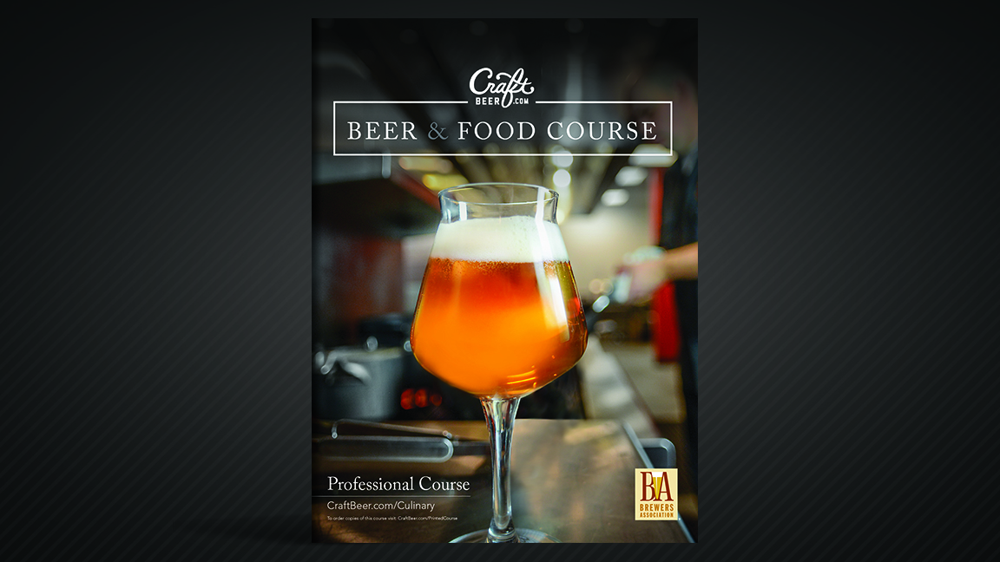 Craft
BEER .COM
BEER & FOOD COURSE
Professional Course
CraftBeer.com/Culinary
To order copies of this course visit: CraftBeer.com/PrintedCourse
BA
BREWERS
ASSOCIATION